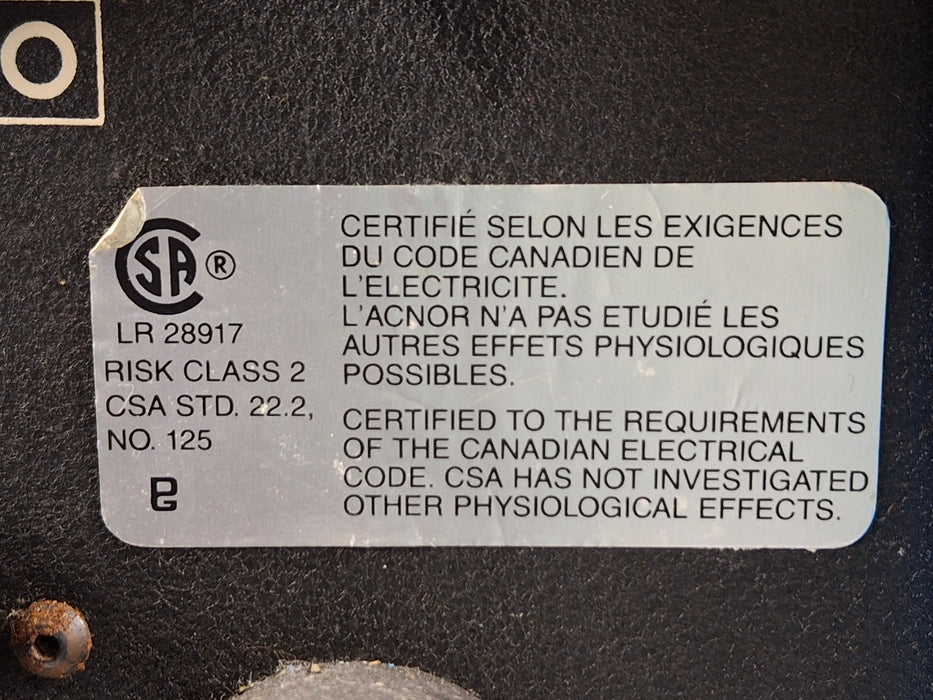 CSA ®
LR 28917
RISK CLASS 2
CSA STD. 22.2,
NO. 125
CERTIFIÉ SELON LES EXIGENCES
DU CODE CANADIEN DE
L'ELECTRICITE.
L'ACNOR N'A PAS ETUDIÉ LES
AUTRES EFFETS PHYSIOLOGIQUES
POSSIBLES.
CERTIFIED TO THE REQUIREMENTS
OF THE CANADIAN ELECTRICAL
CODE. CSA HAS NOT INVESTIGATED
OTHER PHYSIOLOGICAL EFFECTS.